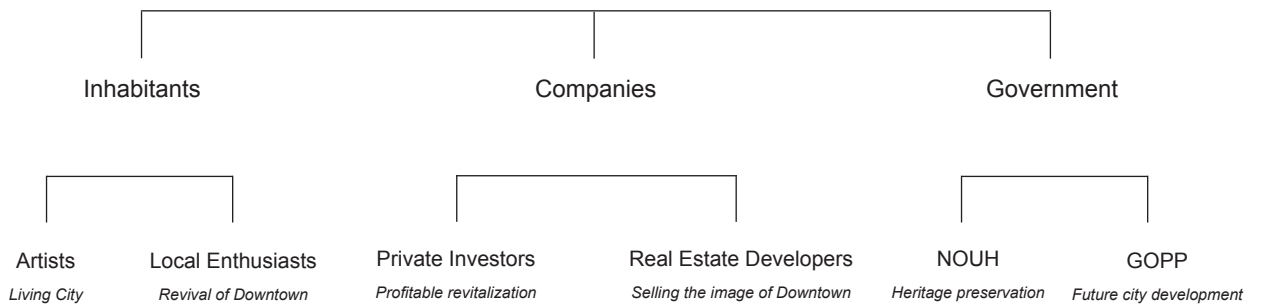 Inhabitants
Companies
Government
Artists
Living City
Local Enthusiasts
Revival of Downtown
Private Investors
Profitable revitalization
Real Estate Developers
Selling the image of Downtown
NOUH
Heritage preservation
GOPP
Future city development